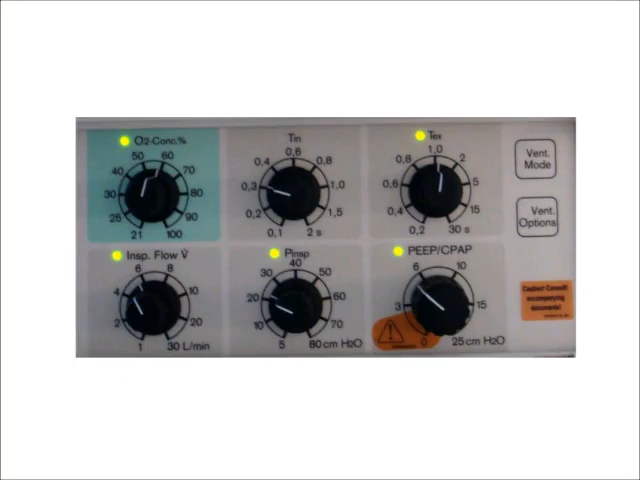 O2-Conc.%
50 60
40 70
30 80
25 90
21 100
Tin
0,6
0,4 0,8
0,3 1,0
0,2 1,5
0,1 2 s
Tex
1,0
0,8 2
0,6 5
0,4 15
0,2 30 s
Vent.
Mode
Vent.
Options
Insp. Flow V̇
6 8
4 10
2 20
1 30 L/min
Pinsp
40
30 50
20 60
10 70
5 80 cm H2O
PEEP/CPAP
6 10
3 15
0 25 cm H2O
Caution! Consult
accompanying
documents!